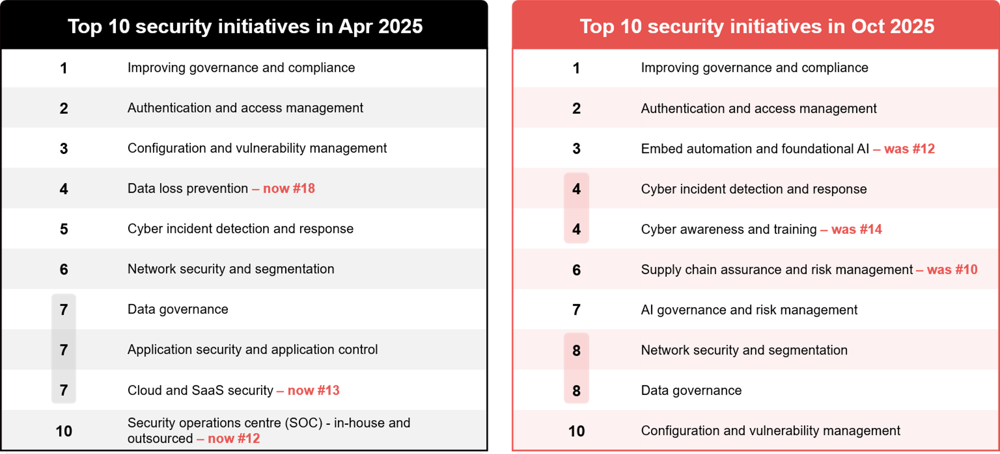 Top 10 security initiatives in Apr 2025
1 Improving governance and compliance
2 Authentication and access management
3 Configuration and vulnerability management
4 Data loss prevention – now #18
5 Cyber incident detection and response
6 Network security and segmentation
7 Data governance
7 Application security and application control
7 Cloud and SaaS security – now #13
10 Security operations centre (SOC) - in-house and
outsourced – now #12
Top 10 security initiatives in Oct 2025
1 Improving governance and compliance
2 Authentication and access management
3 Embed automation and foundational AI – was #12
4 Cyber incident detection and response
4 Cyber awareness and training – was #14
6 Supply chain assurance and risk management – was #10
7 AI governance and risk management
8 Network security and segmentation
8 Data governance
10 Configuration and vulnerability management